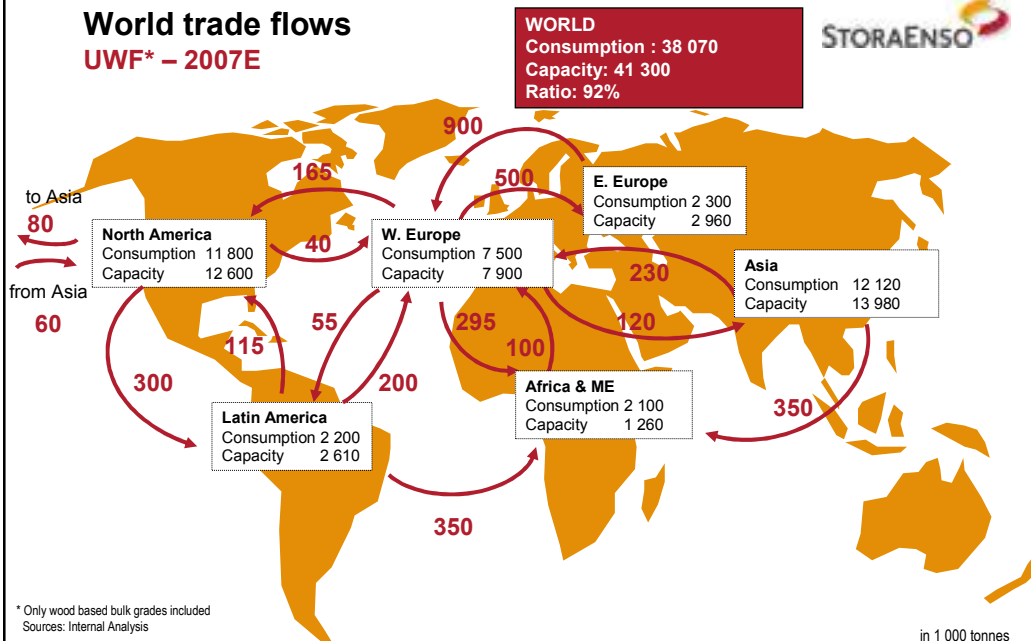 World trade flows
UWF* – 2007E
WORLD
Consumption : 38 070
Capacity: 41 300
Ratio: 92%
STORAENSO
900
165
500
E. Europe
Consumption 2 300
Capacity 2 960
to Asia
80
North America
Consumption 11 800
Capacity 12 600
40
W. Europe
Consumption 7 500
Capacity 7 900
230
Asia
Consumption 12 120
Capacity 13 980
from Asia
60
55
295
120
115
100
300
200
Africa & ME
Consumption 2 100
Capacity 1 260
350
Latin America
Consumption 2 200
Capacity 2 610
350
* Only wood based bulk grades included
Sources: Internal Analysis
in 1 000 tonnes